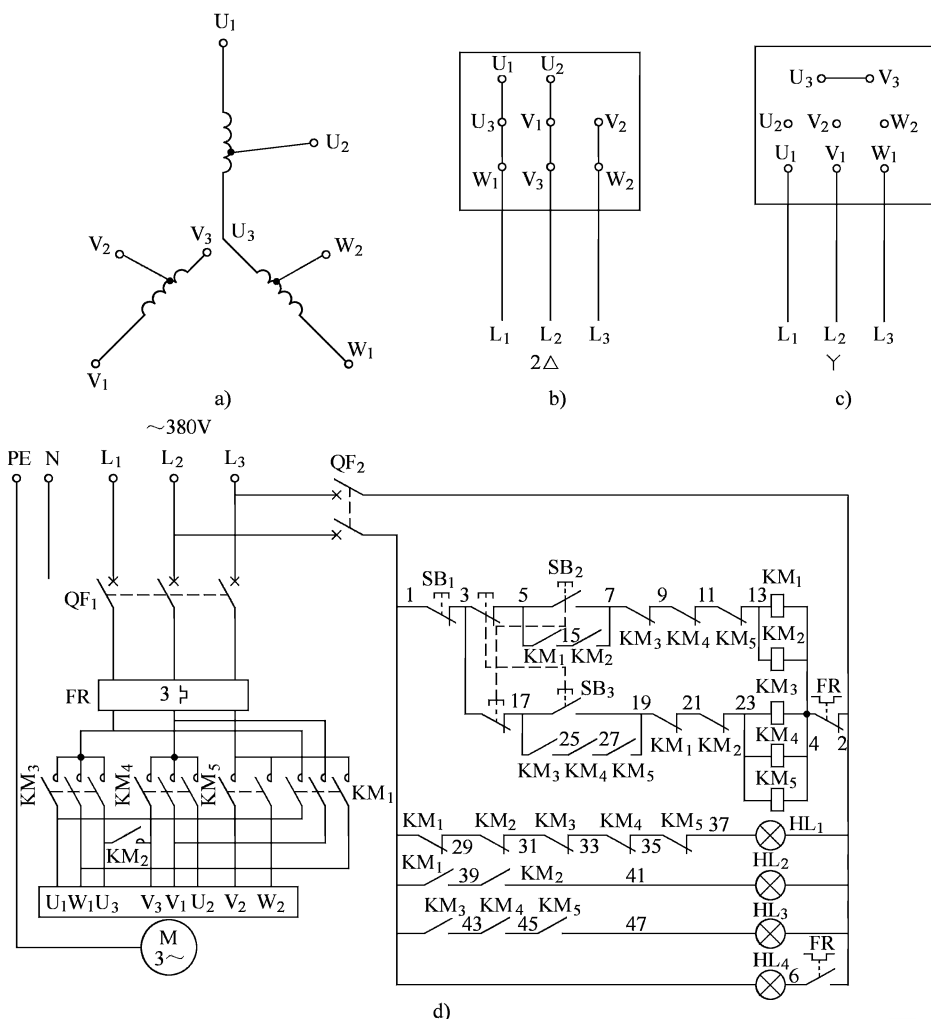 U1
U2
U3
V3
V2
W2
V1
W1
a)
U1 U2
U3 V1 V2
W1 V3 W2
L1 L2 L3
2△
b)
U3 V3
U2 V2 W2
U1 V1 W1
L1 L2 L3
Y
c)
~380V
PE N L1 L2 L3
QF2
QF1
FR 3
KM3 KM4 KM5 KM1
KM2
U1 W1 U3 V3 V1 U2 V2 W2
M
3~
1 SB1 3 5 SB2 7 9 11 13 KM1
KM3 KM4 KM5 KM2
15
KM1 KM2
17 SB3 19 21 23 KM3 FR
KM1 KM2 KM4 4 2
25 27
KM3 KM4 KM5 KM5
KM1 KM2 KM3 KM4 KM5 37 HL1
29 31 33 35
KM1 39 KM2 41 HL2
KM3 KM4 KM5 HL3
43 45 47
HL4 6 FR
d)